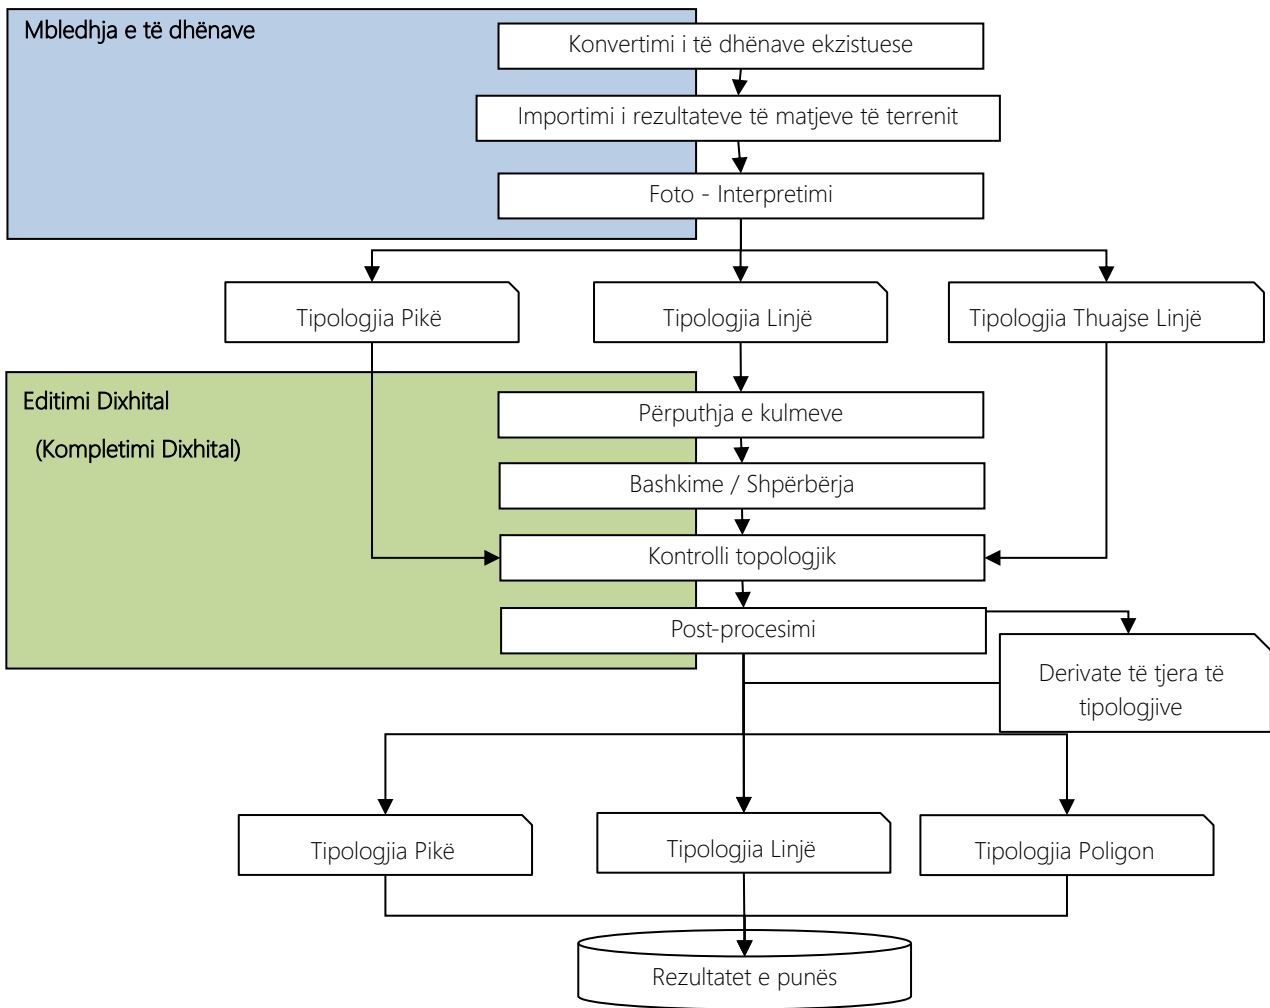 Mbledhja e të dhënave
Konvertimi i të dhënave ekzistuese
Importimi i rezultateve të matjeve të terrenit
Foto - Interpretimi
Tipologjia Pikë
Tipologjia Linjë
Tipologjia Thuajse Linjë
Editimi Dixhital
(Kompletimi Dixhital)
Përputhja e kulmeve
Bashkime / Shpërbërja
Kontrolli topologjik
Post-procesimi
Derivate të tjera të
tipologjive
Tipologjia Pikë
Tipologjia Linjë
Tipologjia Poligon
Rezultatet e punës